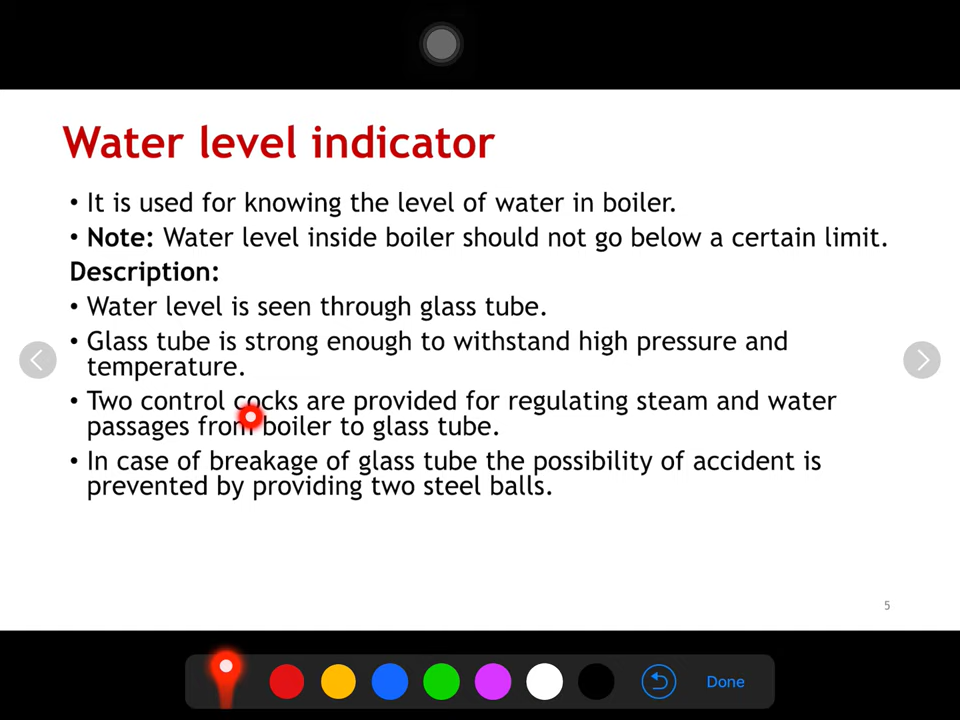 Water level indicator
• It is used for knowing the level of water in boiler.
• Note: Water level inside boiler should not go below a certain limit.
Description:
• Water level is seen through glass tube.
• Glass tube is strong enough to withstand high pressure and
temperature.
• Two control cocks are provided for regulating steam and water
passages from boiler to glass tube.
• In case of breakage of glass tube the possibility of accident is
prevented by providing two steel balls.
5
Done